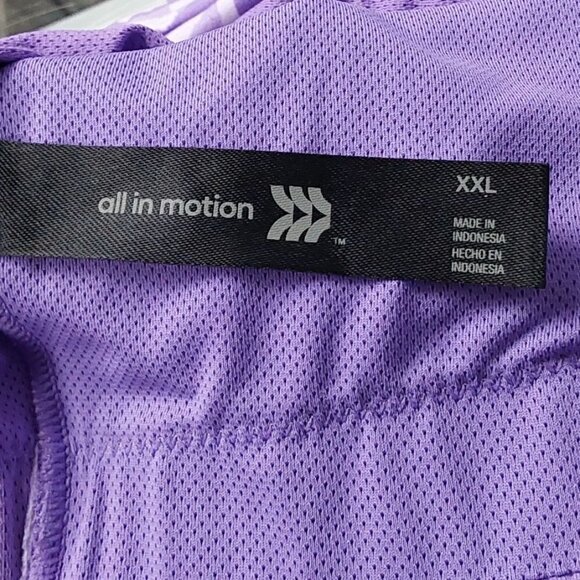 all in motion
TM
XXL
MADE IN
INDONESIA
HECHO EN
INDONESIA